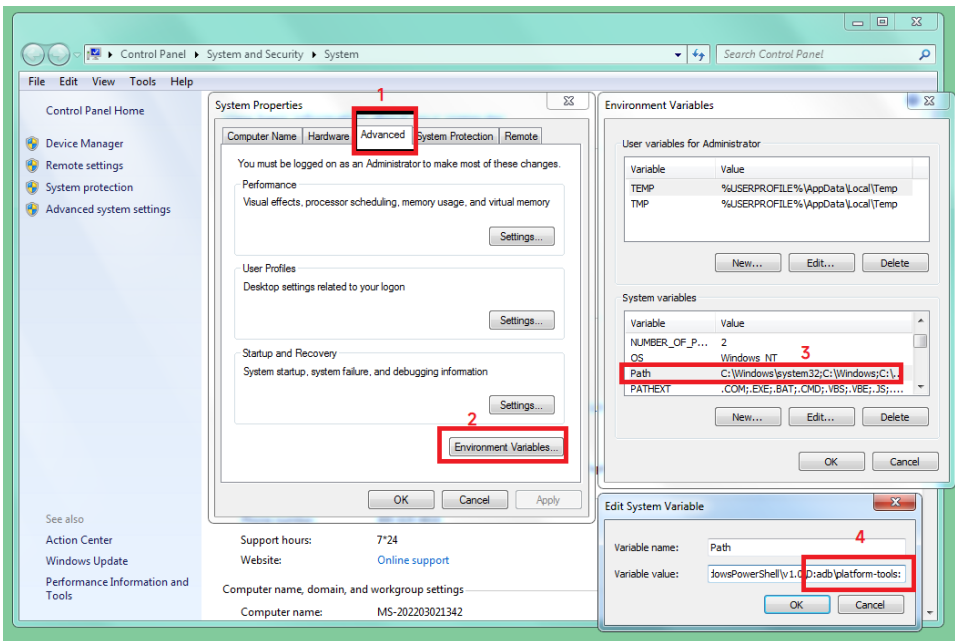 Control Panel ▸ System and Security ▸ System
Search Control Panel
File Edit View Tools Help
Control Panel Home
Device Manager
Remote settings
System protection
Advanced system settings
See also
Action Center
Windows Update
Performance Information and
Tools
System Properties
1
Computer Name Hardware Advanced System Protection Remote
You must be logged on as an Administrator to make most of these changes.
Performance
Visual effects, processor scheduling, memory usage, and virtual memory
Settings...
User Profiles
Desktop settings related to your logon
Settings...
Startup and Recovery
System startup, system failure, and debugging information
Settings...
2
Environment Variables...
OK Cancel Apply
Support hours: 7*24
Website: Online support
Computer name, domain, and workgroup settings
Computer name: MS-202203021342
Environment Variables
User variables for Administrator
Variable Value
TEMP %USERPROFILE%\AppData\Local\Temp
TMP %USERPROFILE%\AppData\Local\Temp
New... Edit... Delete
System variables
Variable Value
NUMBER_OF_P... 2
OS Windows_NT
3
Path C:\Windows\system32;C:\Windows;C:\...
PATHEXT .COM;.EXE;.BAT;.CMD;.VBS;.VBE;.JS;....
New... Edit... Delete
OK Cancel
Edit System Variable
4
Variable name: Path
Variable value: dowsPowerShell\v1.0\D:adb\platform-tools:
OK Cancel